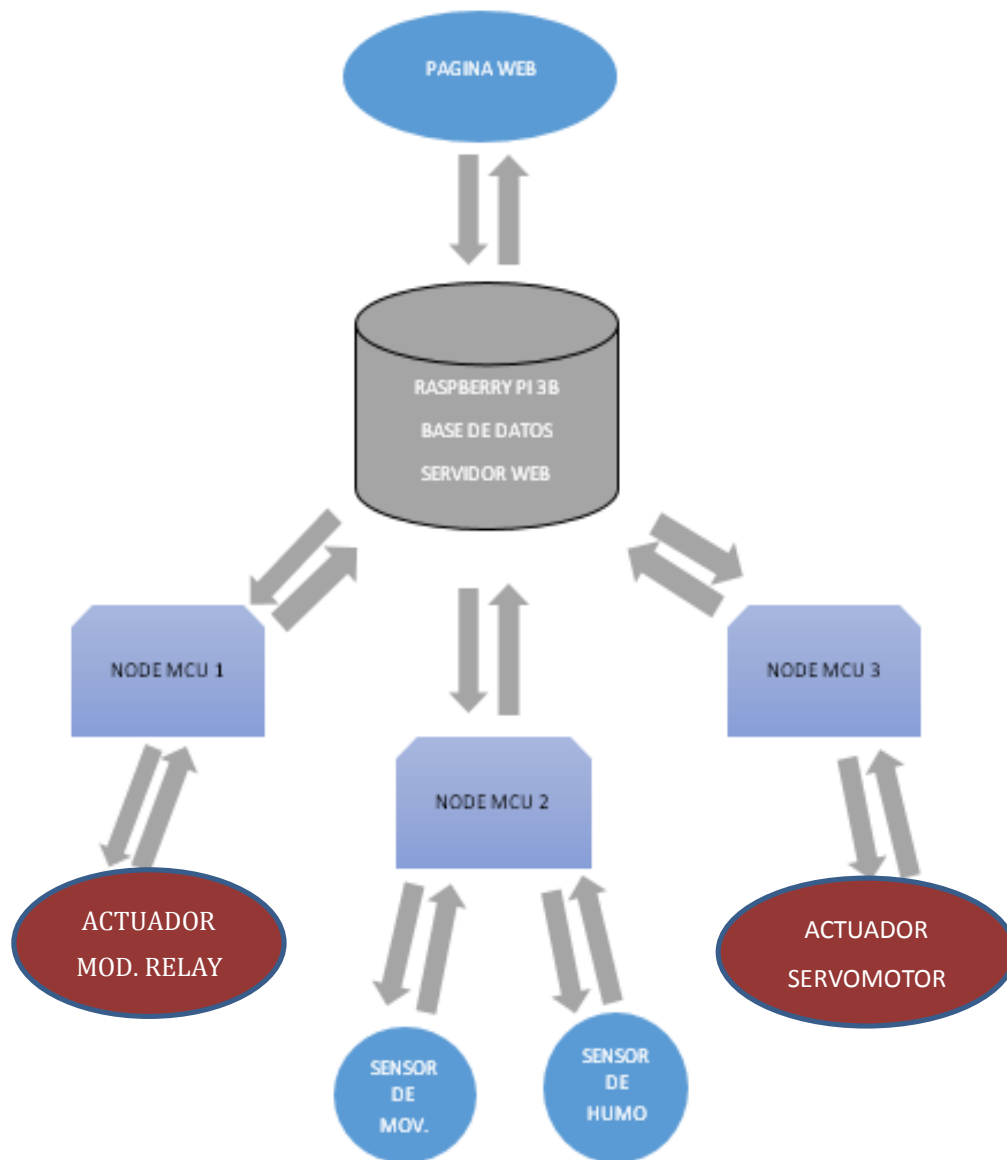 PAGINA WEB
RASPBERRY PI 3B
BASE DE DATOS
SERVIDOR WEB
NODE MCU 1
NODE MCU 3
NODE MCU 2
ACTUADOR
MOD. RELAY
ACTUADOR
SERVOMOTOR
SENSOR
DE
MOV.
SENSOR
DE
HUMO